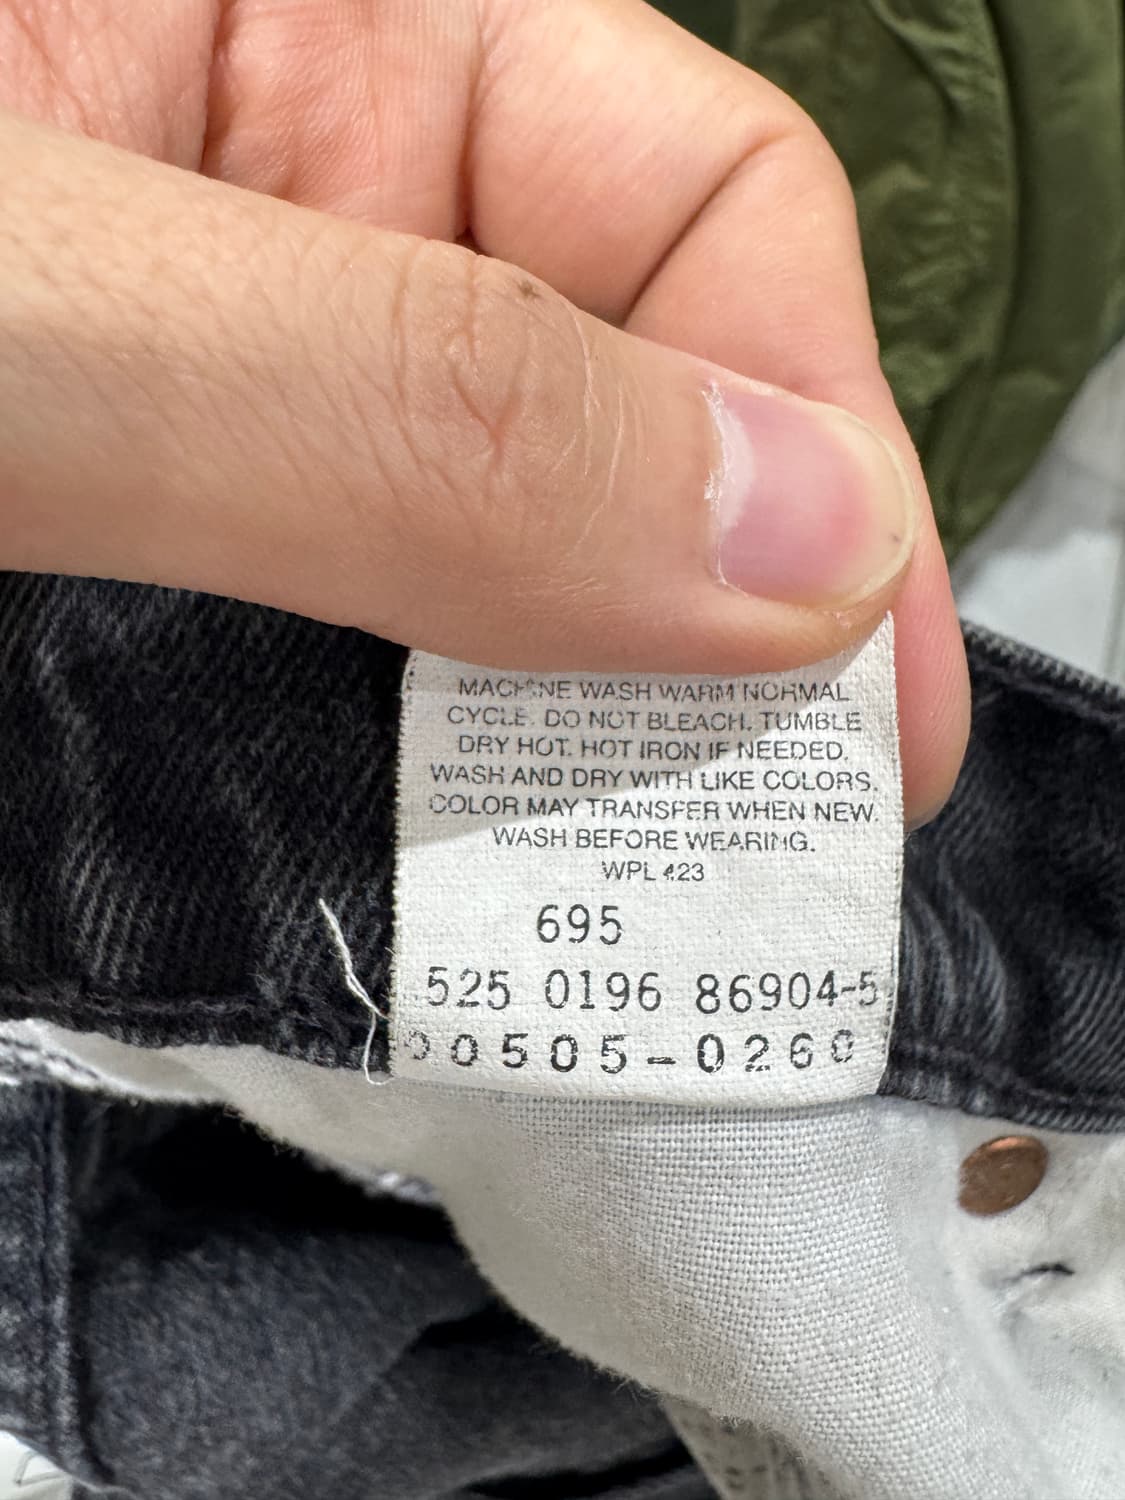 MACHINE WASH WARM NORMAL
CYCLE. DO NOT BLEACH. TUMBLE
DRY HOT. HOT IRON IF NEEDED.
WASH AND DRY WITH LIKE COLORS.
COLOR MAY TRANSFER WHEN NEW.
WASH BEFORE WEARING.
WPL 423
695
525 0196 86904-5
00505-0260